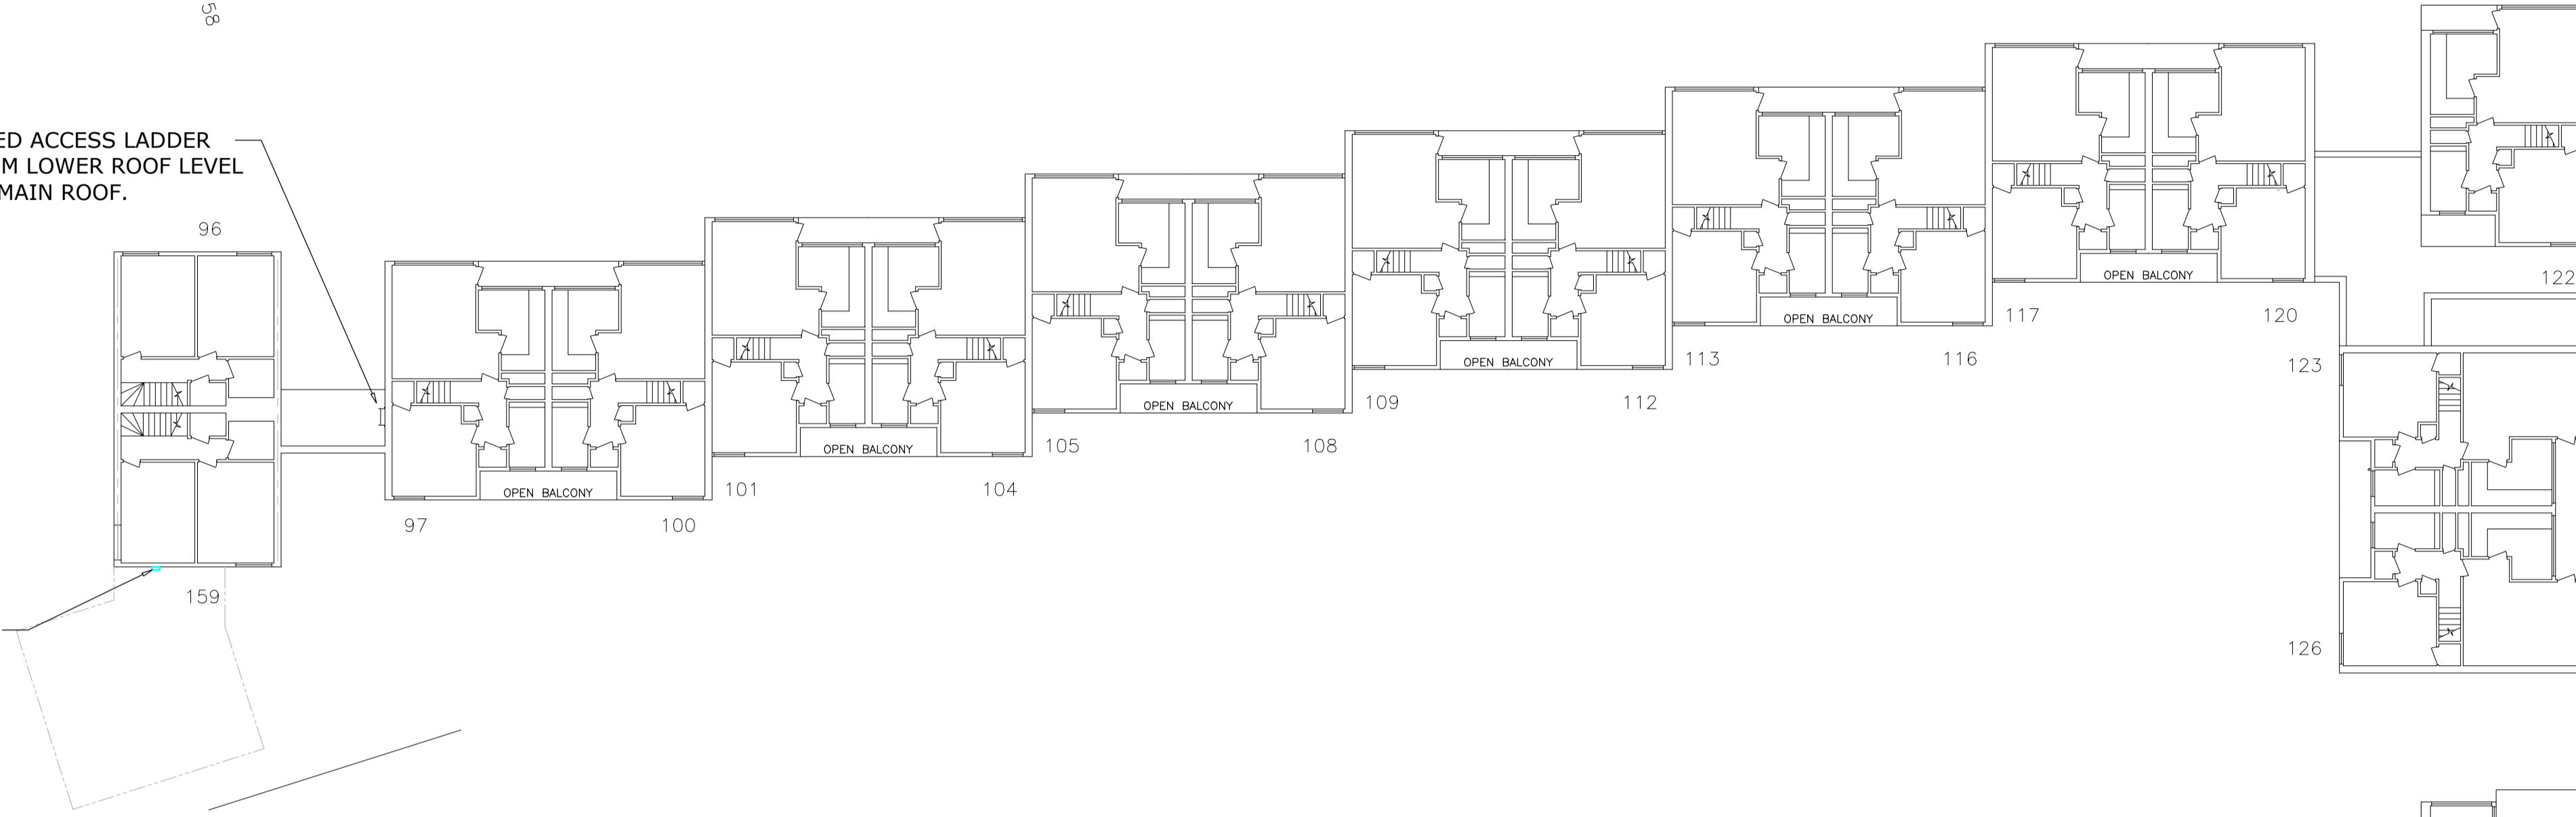 58
ED ACCESS LADDER
M LOWER ROOF LEVEL
MAIN ROOF.
96
159
97
OPEN BALCONY
100
101
OPEN BALCONY
104
105
OPEN BALCONY
108
109
OPEN BALCONY
112
113
OPEN BALCONY
116
117
OPEN BALCONY
120
122
123
126